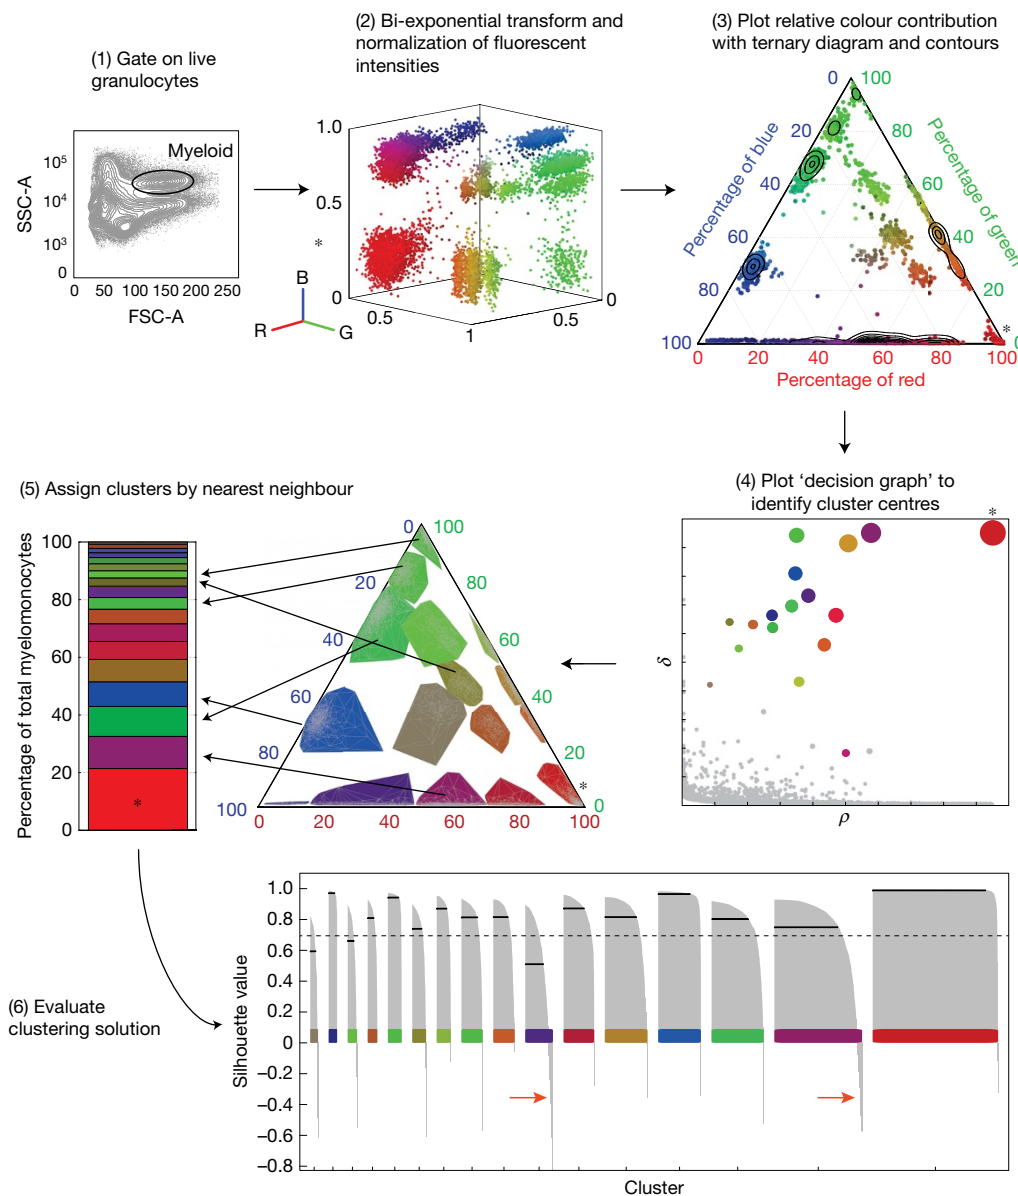 (1) Gate on live
granulocytes
SSC-A
10⁵
10⁴
10³
0
Myeloid
0 50 100 150 200 250
FSC-A
(2) Bi-exponential transform and
normalization of fluorescent
intensities
1.0
0.5
*
0
0.5
1
0.5
0
B
R
G
(3) Plot relative colour contribution
with ternary diagram and contours
0 100
20 80
40 60
60 40
80 20
100 0
Percentage of blue
Percentage of green
*
0 20 40 60 80 100
Percentage of red
(4) Plot ‘decision graph’ to
identify cluster centres
*
δ
ρ
(5) Assign clusters by nearest neighbour
Percentage of total myelomonocytes
100
80
60
40
20
0
*
0 100
20 80
40 60
60 40
80 20
100 0
*
0 20 40 60 80 100
(6) Evaluate
clustering solution
Silhouette value
1.0
0.8
0.6
0.4
0.2
0
−0.2
−0.4
−0.6
−0.8
Cluster